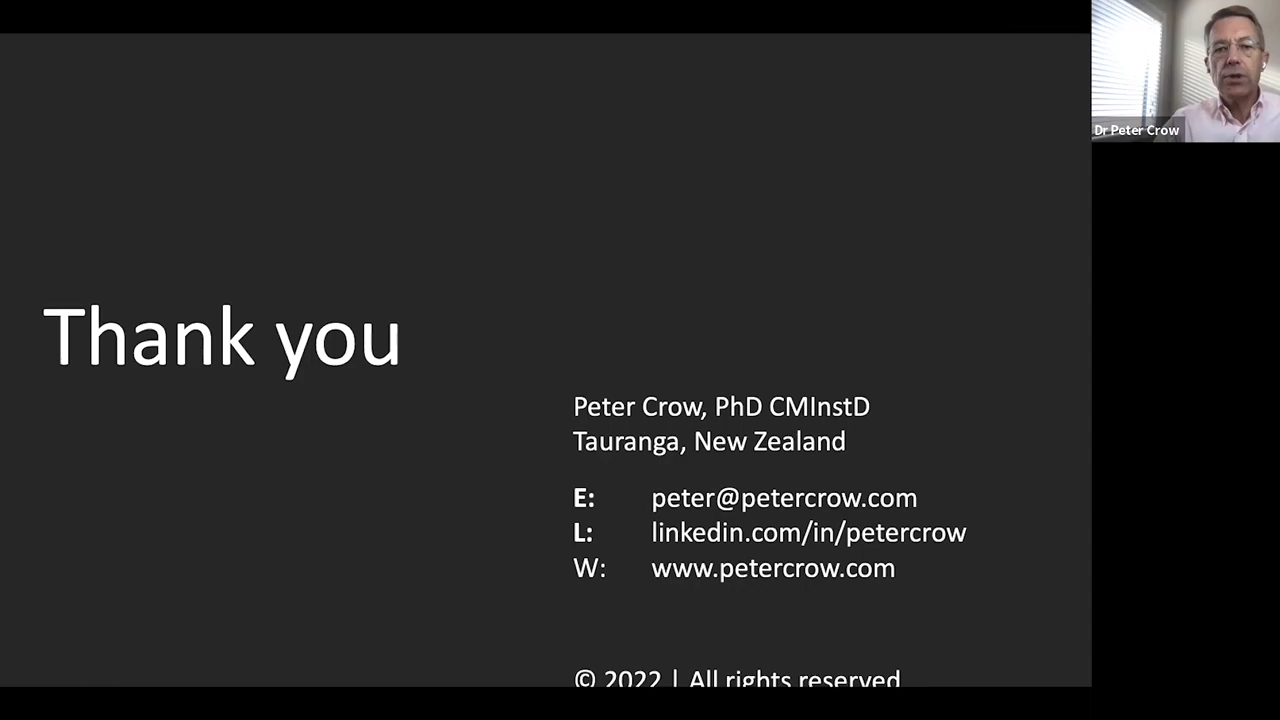 Thank you
Peter Crow, PhD CMInstD
Tauranga, New Zealand
E: peter@petercrow.com
L: linkedin.com/in/petercrow
W: www.petercrow.com
© 2022 | All rights reserved
Dr Peter Crow